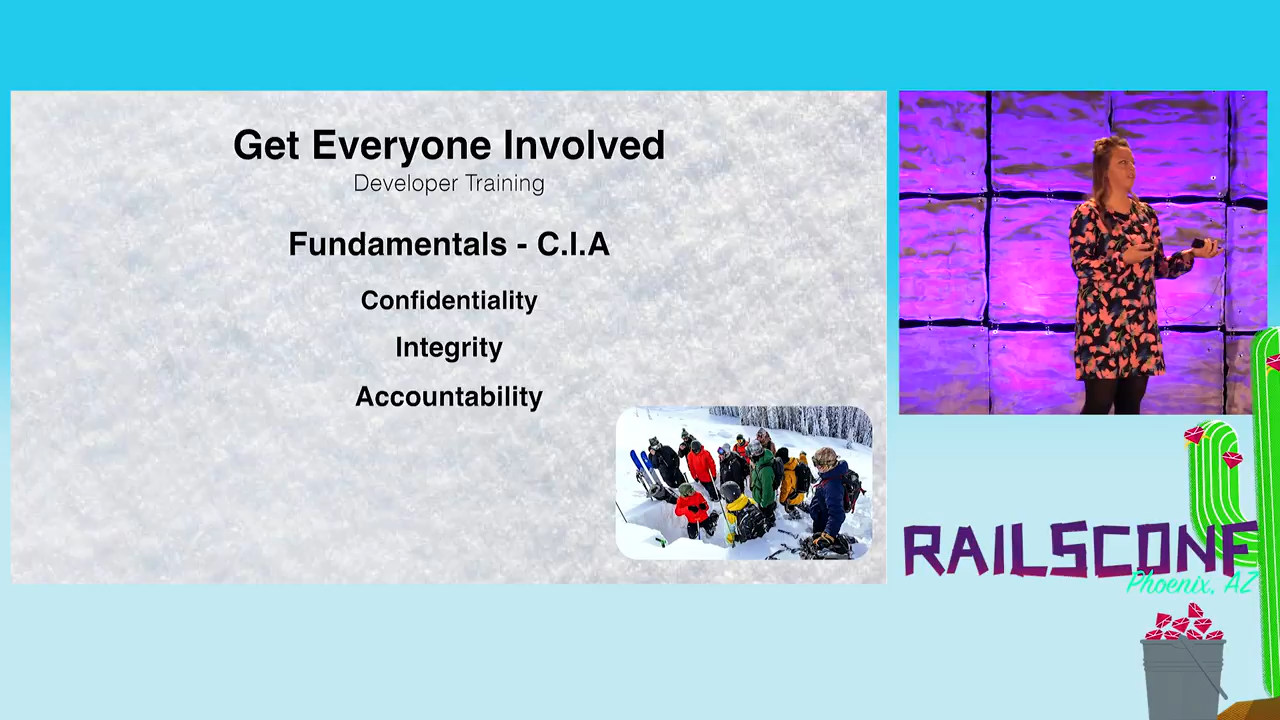 Get Everyone Involved
Developer Training
Fundamentals - C.I.A
Confidentiality
Integrity
Accountability
RAILSCONF
Phoenix, AZ